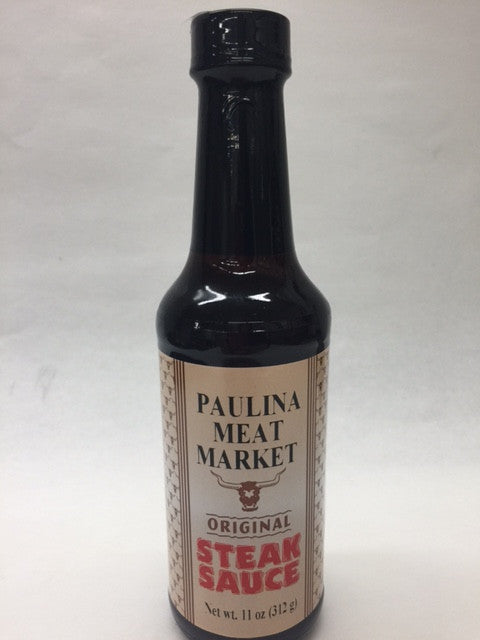 PAULINA
MEAT
MARKET
ORIGINAL
STEAK
SAUCE
Net wt. 11 oz (312 g)